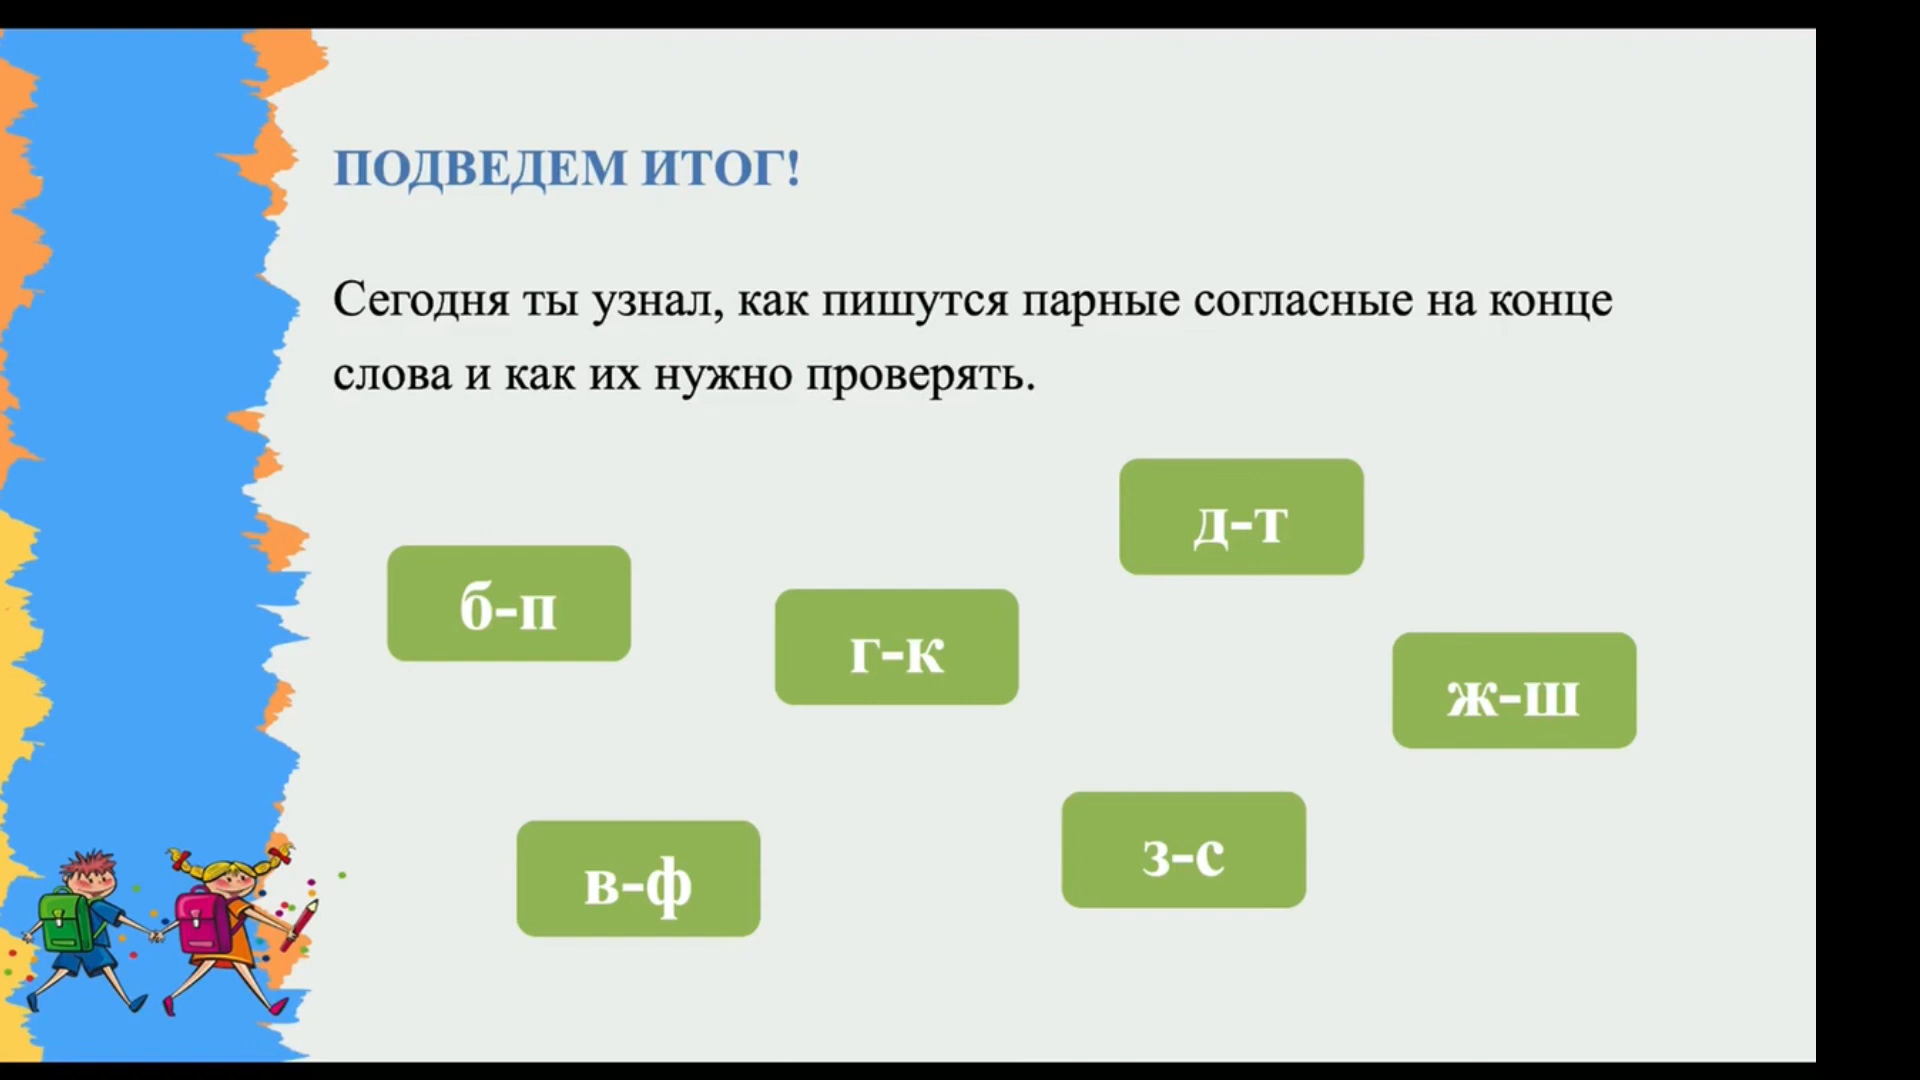 ПОДВЕДЕМ ИТОГ!
Сегодня ты узнал, как пишутся парные согласные на конце
слова и как их нужно проверять.
д-т
б-п
г-к
ж-ш
в-ф
з-с